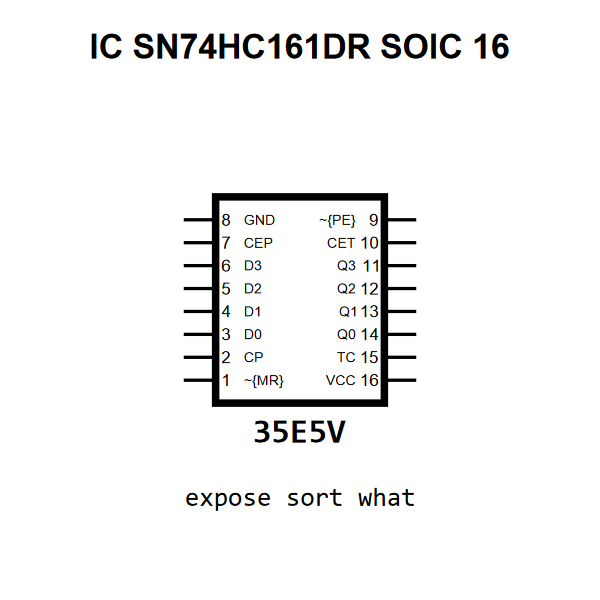 IC SN74HC161DR SOIC 16
8 GND ~{PE} 9
7 CEP CET 10
6 D3 Q3 11
5 D2 Q2 12
4 D1 Q1 13
3 D0 Q0 14
2 CP TC 15
1 ~{MR} VCC 16
35E5V
expose sort what